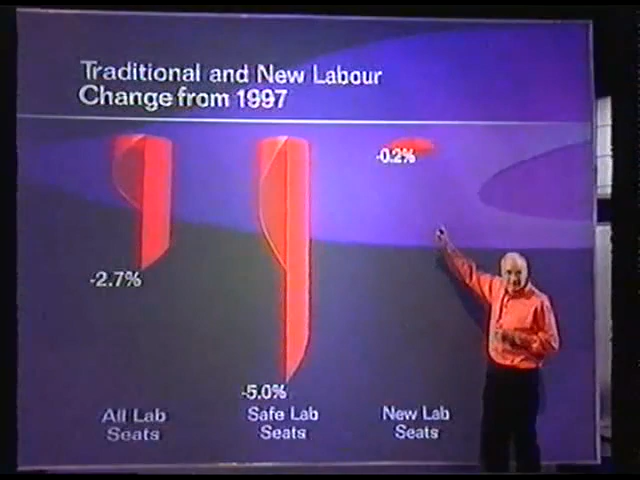 Traditional and New Labour
Change from 1997
-0.2%
-2.7%
-5.0%
All Lab
Seats
Safe Lab
Seats
New Lab
Seats